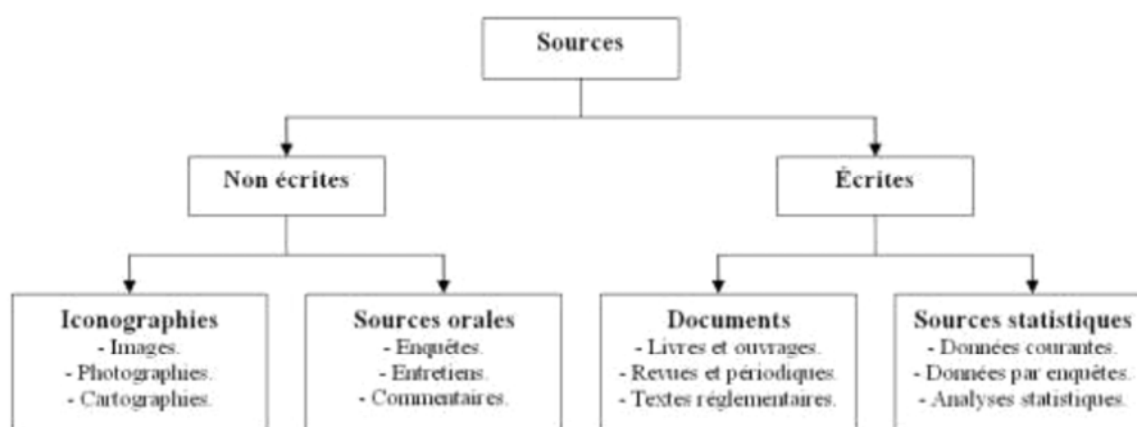 Sources
Non écrites
Écrites
Iconographies
- Images.
- Photographies.
- Cartographies.
Sources orales
- Enquêtes.
- Entretiens.
- Commentaires.
Documents
- Livres et ouvrages.
- Revues et périodiques.
- Textes réglementaires.
Sources statistiques
- Données courantes.
- Données par enquêtes.
- Analyses statistiques.